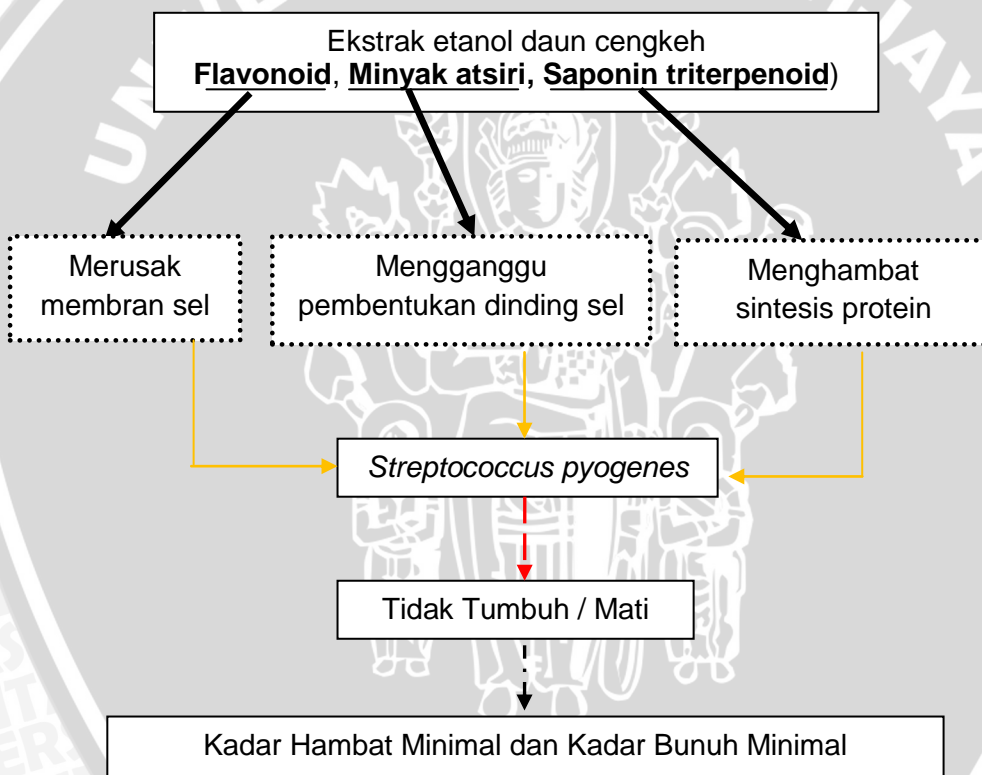 Ekstrak etanol daun cengkeh
Flavonoid, Minyak atsiri, Saponin triterpenoid)
Merusak
membran sel
Mengganggu
pembentukan dinding sel
Menghambat
sintesis protein
Streptococcus pyogenes
Tidak Tumbuh / Mati
Kadar Hambat Minimal dan Kadar Bunuh Minimal